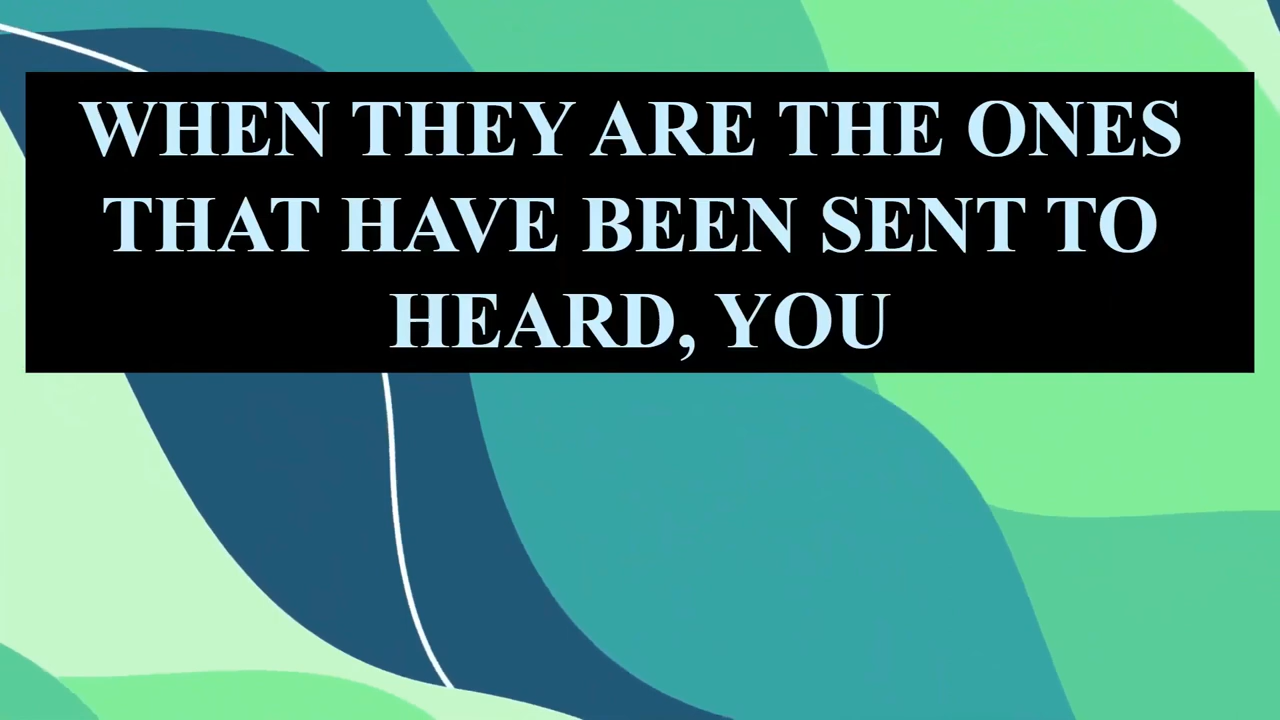 WHEN THEY ARE THE ONES
THAT HAVE BEEN SENT TO
HEARD, YOU